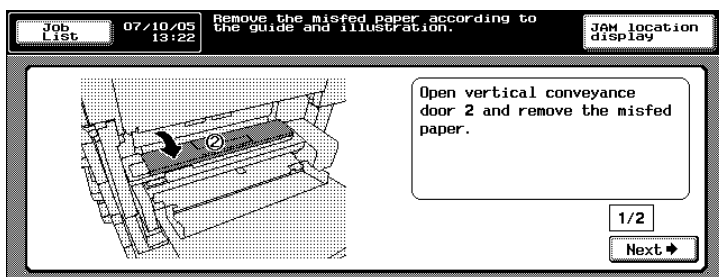 Job
List
07/10/05
13:22
Remove the misfed paper according to
the guide and illustration.
JAM location
display
②
Open vertical conveyance
door 2 and remove the misfed
paper.
1/2
Next➧